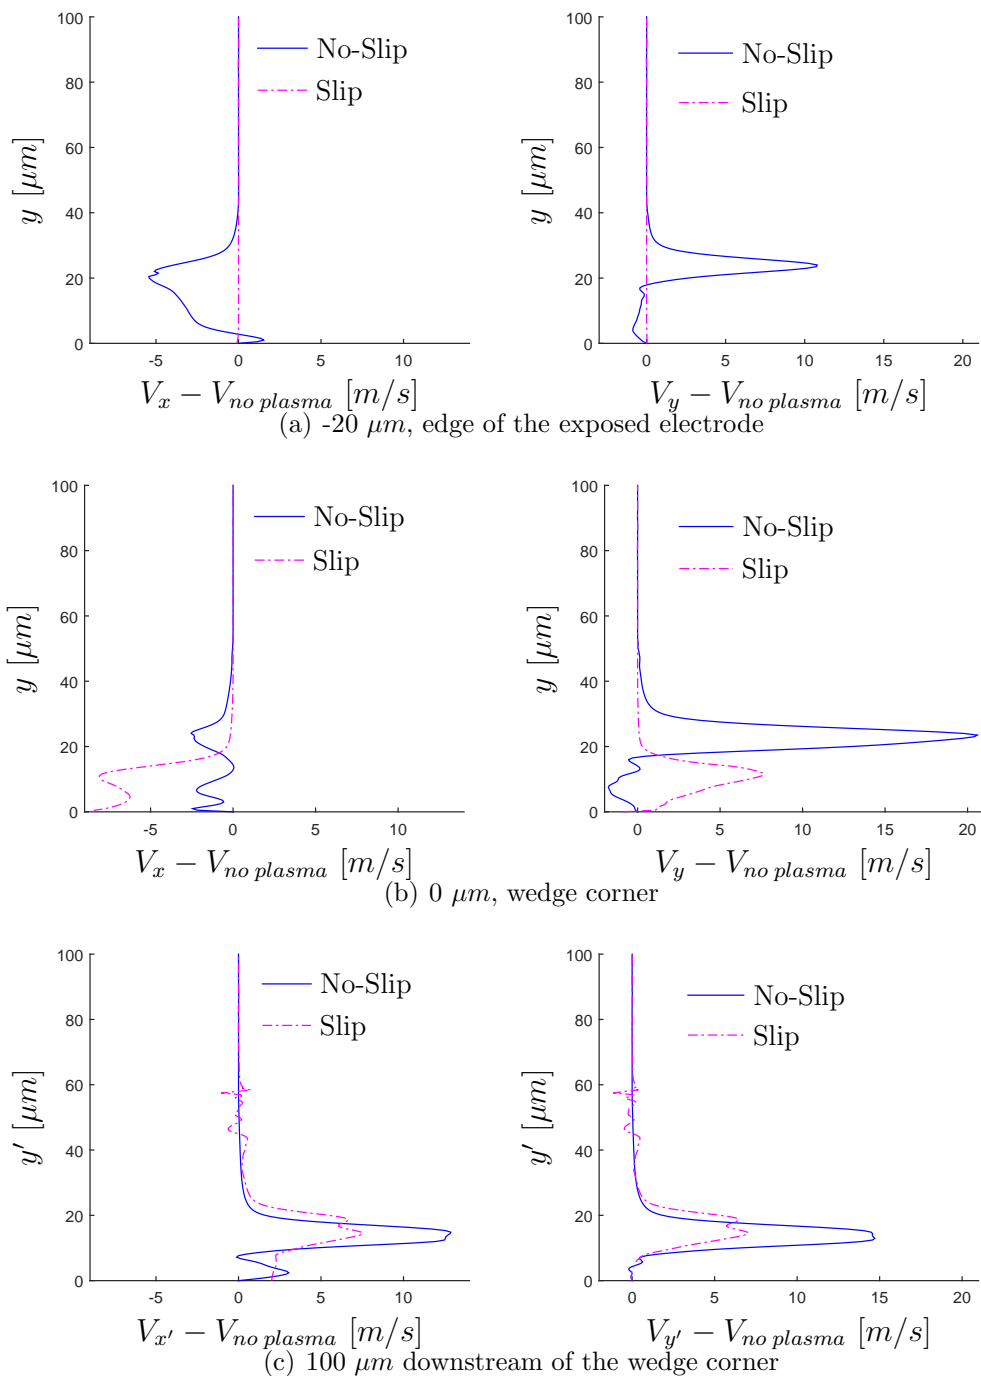 100
80
60
40
20
0
y [μm]
No-Slip
Slip
-5 0 5 10
V_x − V_no plasma [m/s]
100
80
60
40
20
0
y [μm]
No-Slip
Slip
0 5 10 15 20
V_y − V_no plasma [m/s]
(a) -20 μm, edge of the exposed electrode
100
80
60
40
20
0
y [μm]
No-Slip
Slip
-5 0 5 10
V_x − V_no plasma [m/s]
100
80
60
40
20
0
y [μm]
No-Slip
Slip
0 5 10 15 20
V_y − V_no plasma [m/s]
(b) 0 μm, wedge corner
100
80
60
40
20
0
y′ [μm]
No-Slip
Slip
-5 0 5 10
V_x′ − V_no plasma [m/s]
100
80
60
40
20
0
y′ [μm]
No-Slip
Slip
0 5 10 15 20
V_y′ − V_no plasma [m/s]
(c) 100 μm downstream of the wedge corner